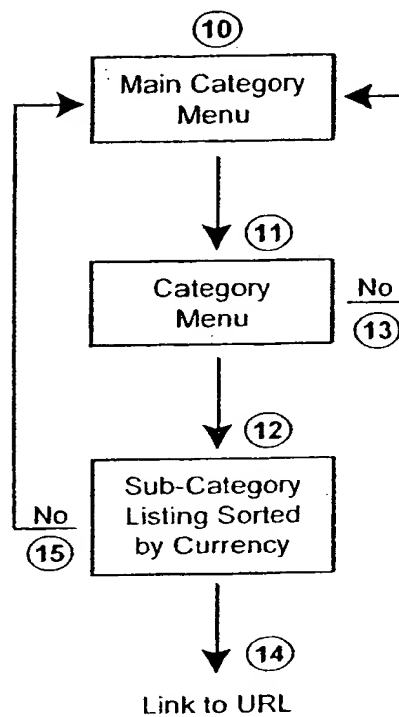 10
Main Category
Menu
11
Category
Menu
No
13
12
Sub-Category
Listing Sorted
by Currency
No
15
14
Link to URL